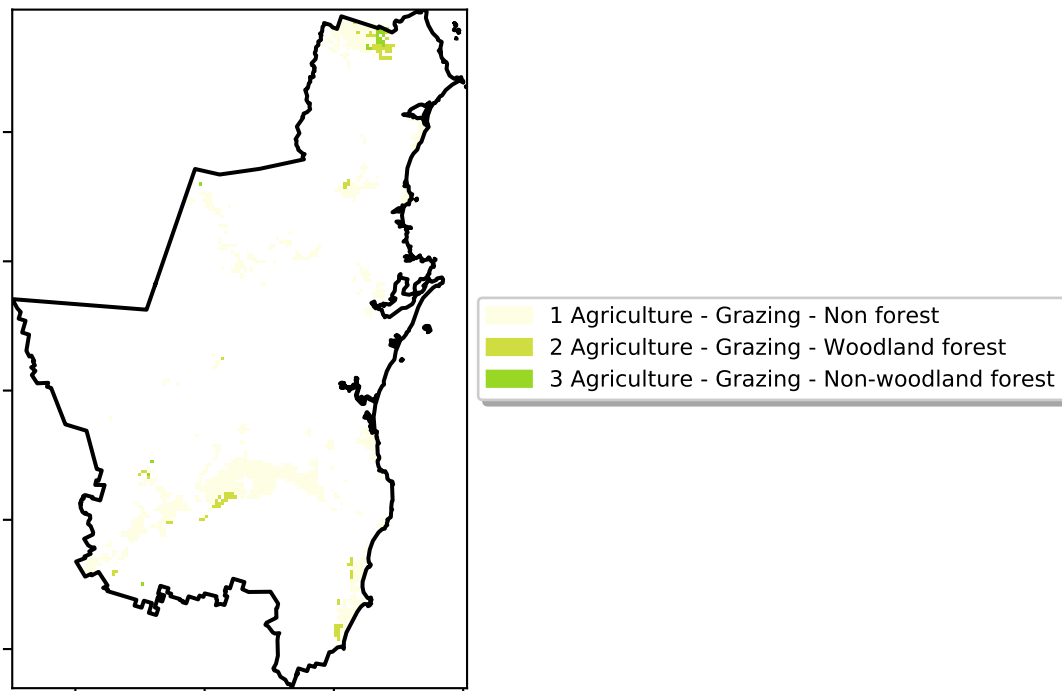 1 Agriculture - Grazing - Non forest
2 Agriculture - Grazing - Woodland forest
3 Agriculture - Grazing - Non-woodland forest